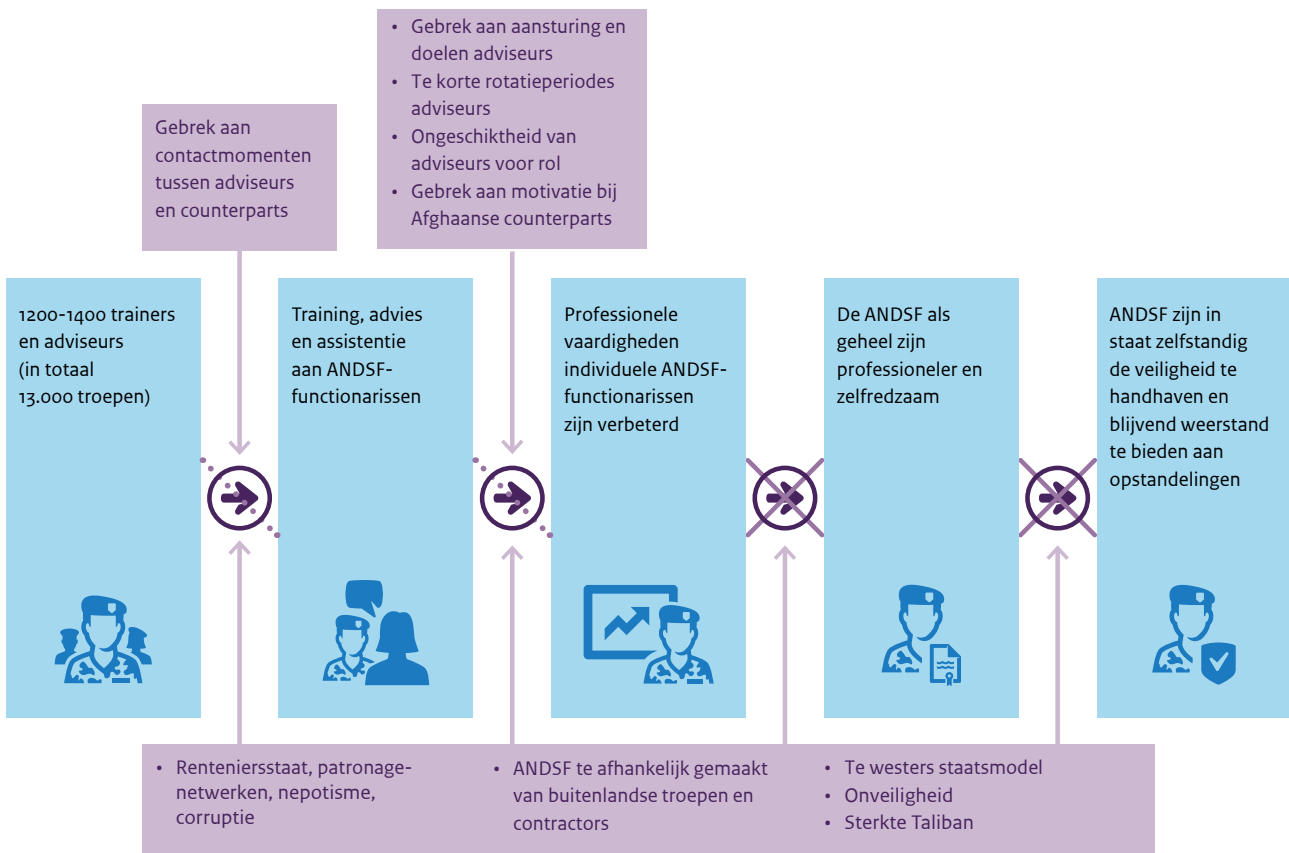 • Gebrek aan aansturing en
doelen adviseurs
• Te korte rotatieperiodes
adviseurs
• Ongeschiktheid van
adviseurs voor rol
• Gebrek aan motivatie bij
Afghaanse counterparts
Gebrek aan
contactmomenten
tussen adviseurs
en counterparts
1200-1400 trainers
en adviseurs
(in totaal
13.000 troepen)
Training, advies
en assistentie
aan ANDSF-
functionarissen
Professionele
vaardigheden
individuele ANDSF-
functionarissen
zijn verbeterd
De ANDSF als
geheel zijn
professioneler en
zelfredzaam
ANDSF zijn in
staat zelfstandig
de veiligheid te
handhaven en
blijvend weerstand
te bieden aan
opstandelingen
• Renteniersstaat, patronage-
netwerken, nepotisme,
corruptie
• ANDSF te afhankelijk gemaakt
van buitenlandse troepen en
contractors
• Te westers staatsmodel
• Onveiligheid
• Sterkte Taliban